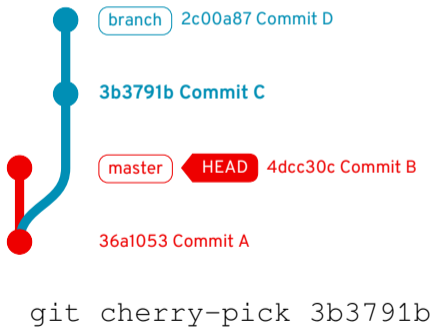 branch 2c00a87 Commit D
3b3791b Commit C
master HEAD 4dcc30c Commit B
36a1053 Commit A
git cherry-pick 3b3791b